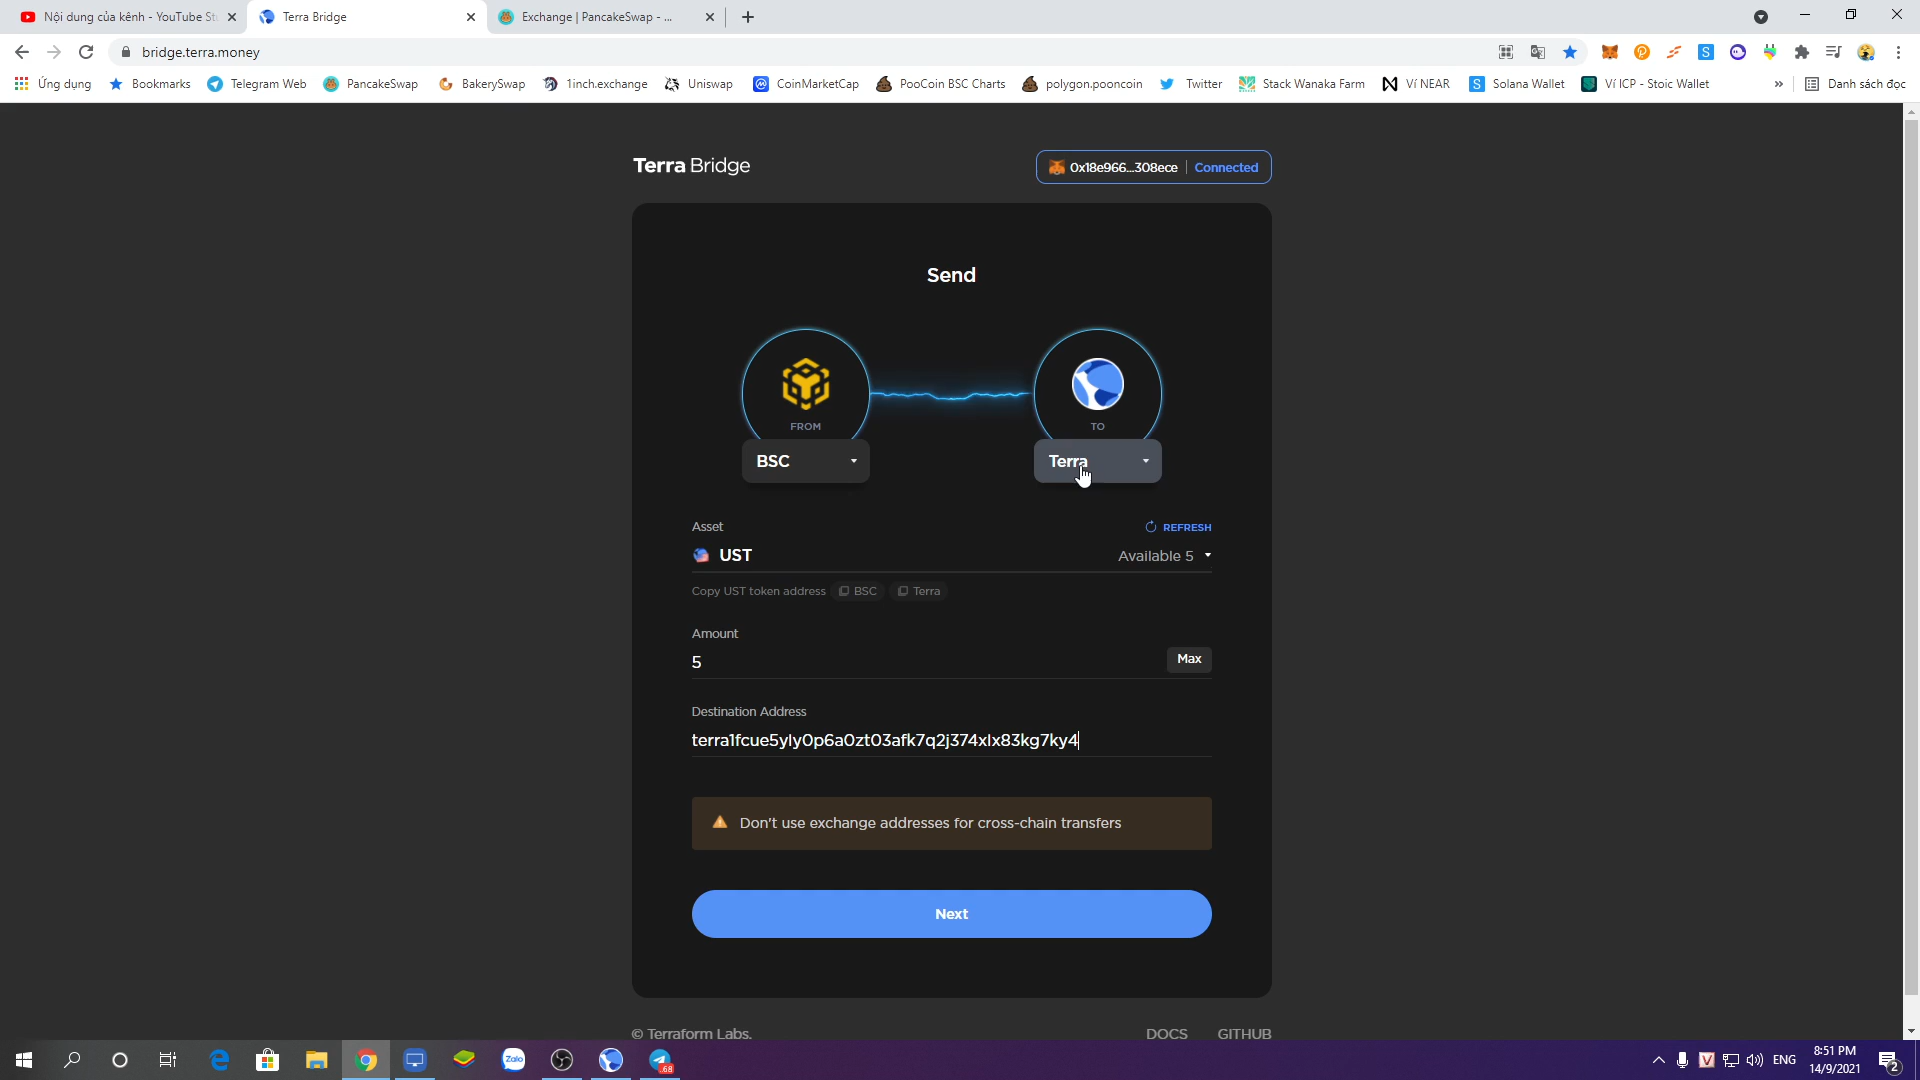 Nội dung của kênh - YouTube St
Terra Bridge
Exchange | PancakeSwap - ...
bridge.terra.money
Ứng dụng
Bookmarks
Telegram Web
PancakeSwap
BakerySwap
1inch.exchange
Uniswap
CoinMarketCap
PooCoin BSC Charts
polygon.pooncoin
Twitter
Stack Wanaka Farm
Ví NEAR
Solana Wallet
Ví ICP - Stoic Wallet
»
Danh sách đọc
Terra Bridge
0x18e966...308ece
Connected
Send
FROM
TO
BSC
Terra
Asset
REFRESH
UST
Available 5
Copy UST token address
BSC
Terra
Amount
5
Max
Destination Address
terra1fcue5yly0p6a0zt03afk7q2j374xlx83kg7ky4
Don't use exchange addresses for cross-chain transfers
Next
© Terraform Labs.
DOCS
GITHUB
Zalo
.68
ENG
8:51 PM
14/9/2021
2